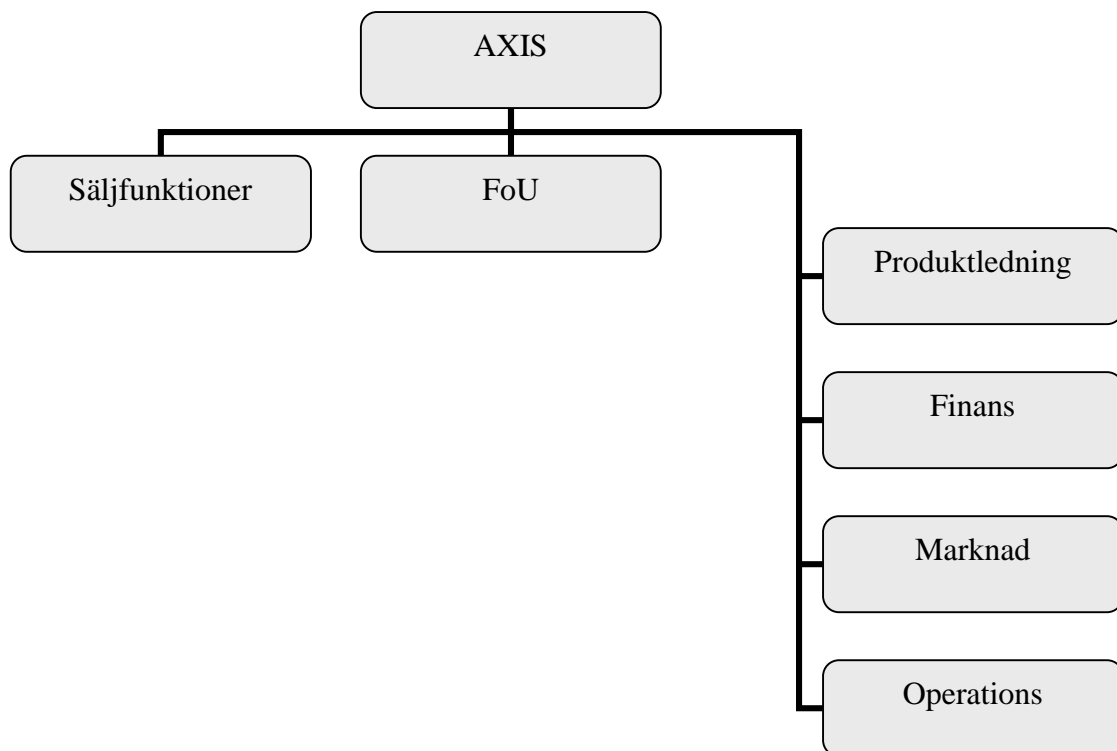 AXIS
Säljfunktioner
FoU
Produktledning
Finans
Marknad
Operations